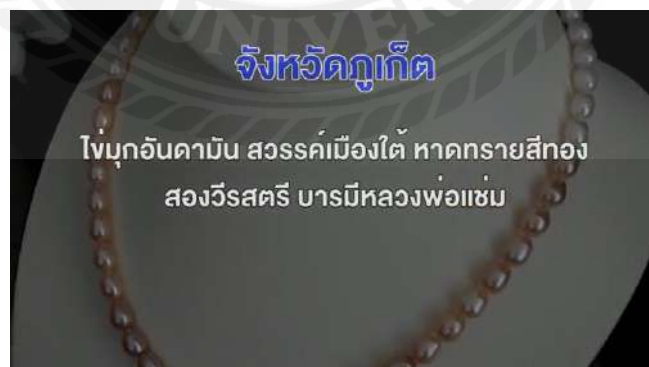 UNIVER
จังหวัดภูเก็ต
ไข่มุกอันดามัน สวรรค์เมืองใต้ หาดทรายสีทอง
สองวีรสตรี บารมีหลวงพ่อแช่ม